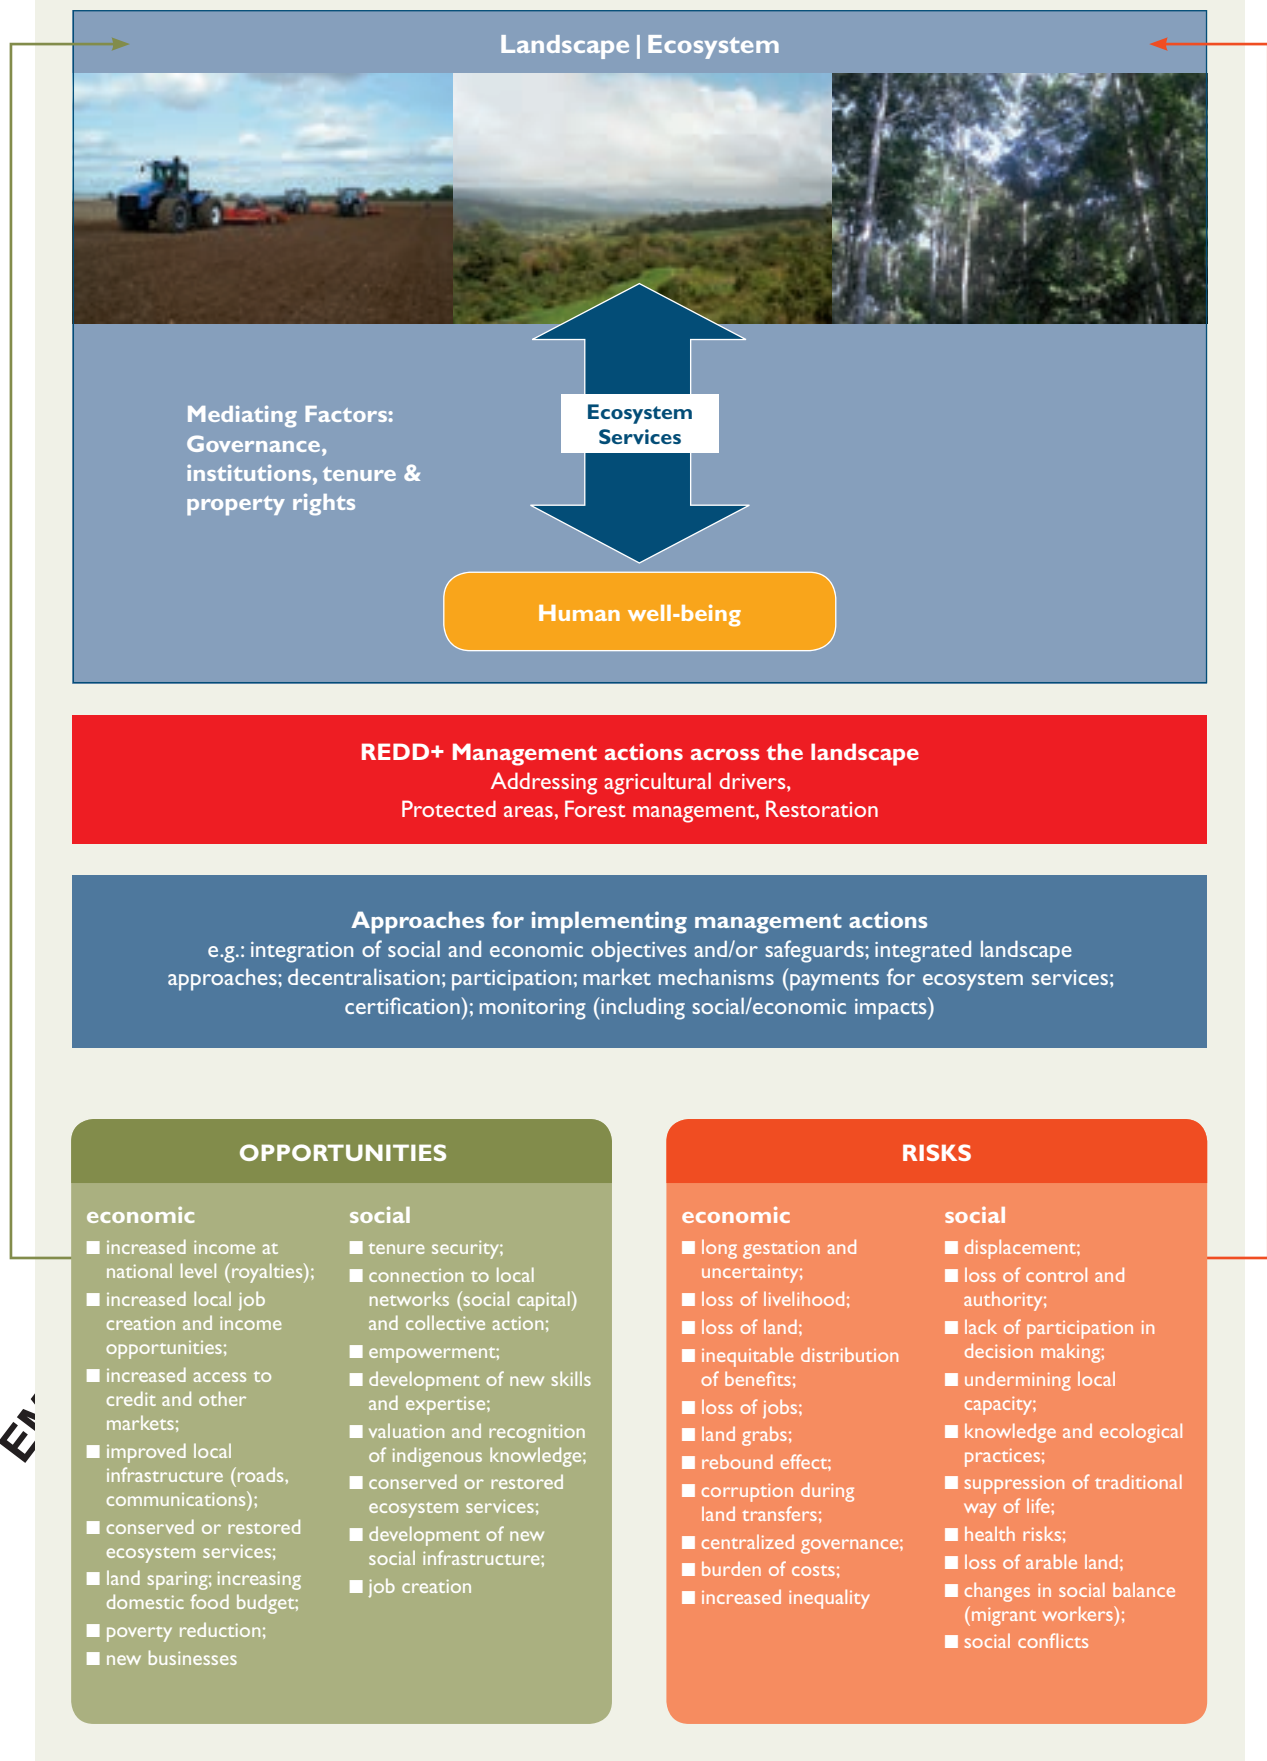 Landscape | Ecosystem
Mediating Factors:
Governance,
institutions, tenure &
property rights
Ecosystem
Services
Human well-being
REDD+ Management actions across the landscape
Addressing agricultural drivers,
Protected areas, Forest management, Restoration
Approaches for implementing management actions
e.g.: integration of social and economic objectives and/or safeguards; integrated landscape
approaches; decentralisation; participation; market mechanisms (payments for ecosystem services;
certification); monitoring (including social/economic impacts)
OPPORTUNITIES
economic
■ increased income at
national level (royalties);
■ increased local job
creation and income
opportunities;
■ increased access to
credit and other
markets;
■ improved local
infrastructure (roads,
communications);
■ conserved or restored
ecosystem services;
■ land sparing; increasing
domestic food budget;
■ poverty reduction;
■ new businesses
social
■ tenure security;
■ connection to local
networks (social capital)
and collective action;
■ empowerment;
■ development of new skills
and expertise;
■ valuation and recognition
of indigenous knowledge;
■ conserved or restored
ecosystem services;
■ development of new
social infrastructure;
■ job creation
RISKS
economic
■ long gestation and
uncertainty;
■ loss of livelihood;
■ loss of land;
■ inequitable distribution
of benefits;
■ loss of jobs;
■ land grabs;
■ rebound effect;
■ corruption during
land transfers;
■ centralized governance;
■ burden of costs;
■ increased inequality
social
■ displacement;
■ loss of control and
authority;
■ lack of participation in
decision making;
■ undermining local
capacity;
■ knowledge and ecological
practices;
■ suppression of traditional
way of life;
■ health risks;
■ loss of arable land;
■ changes in social balance
(migrant workers);
■ social conflicts